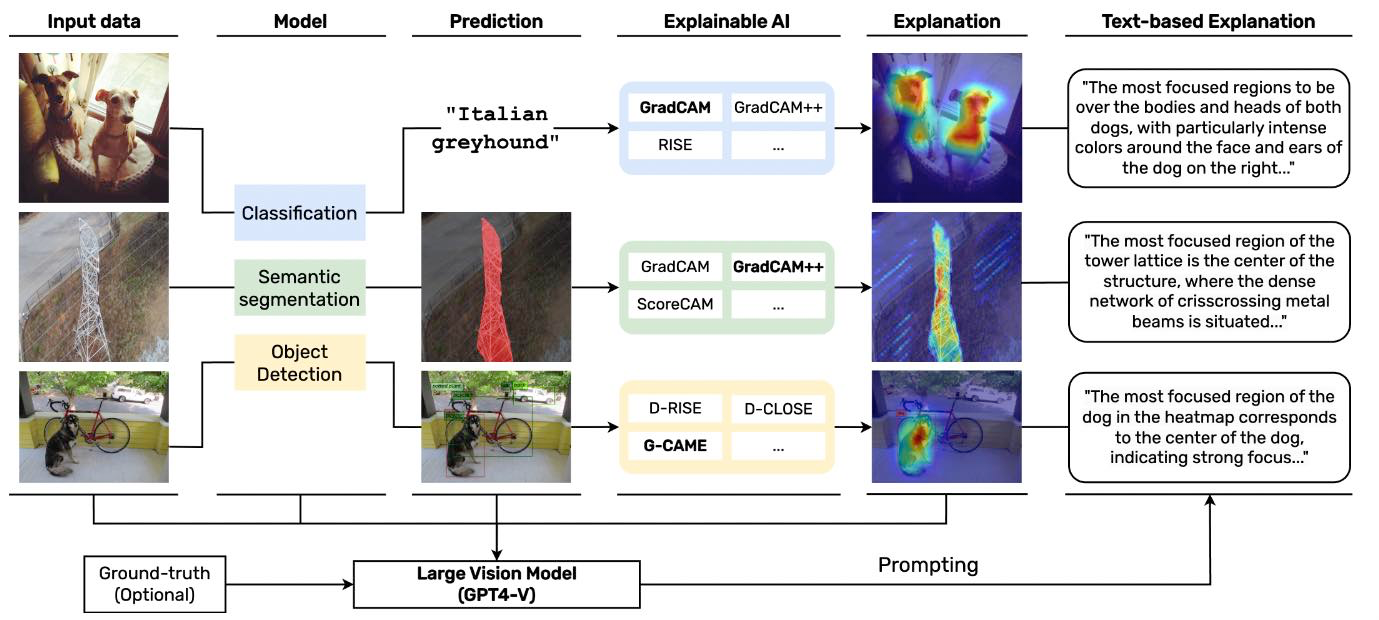 Input data
Model
Prediction
Explainable AI
Explanation
Text-based Explanation
"Italian
greyhound"
GradCAM
GradCAM++
RISE
...
"The most focused regions to be
over the bodies and heads of both
dogs, with particularly intense
colors around the face and ears of
the dog on the right..."
Classification
Semantic
segmentation
GradCAM
GradCAM++
ScoreCAM
...
"The most focused region of the
tower lattice is the center of the
structure, where the dense
network of crisscrossing metal
beams is situated..."
Object
Detection
potted plant
D-RISE
D-CLOSE
G-CAME
...
"The most focused region of the
dog in the heatmap corresponds
to the center of the dog,
indicating strong focus..."
Ground-truth
(Optional)
Large Vision Model
(GPT4-V)
Prompting